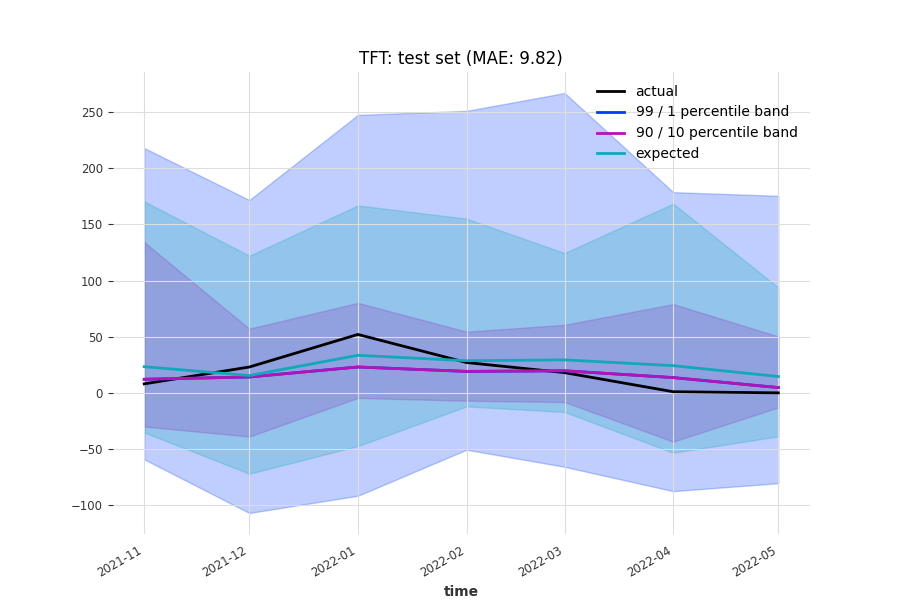 TFT: test set (MAE: 9.82)
actual
99 / 1 percentile band
90 / 10 percentile band
expected
250
200
150
100
50
0
−50
−100
2021-11
2021-12
2022-01
2022-02
2022-03
2022-04
2022-05
time